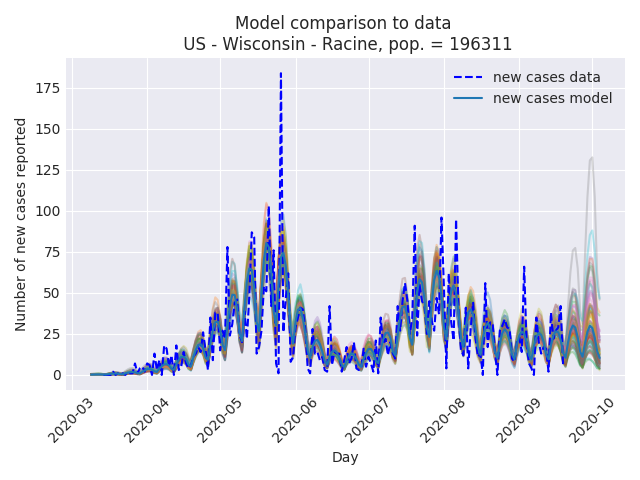 Model comparison to data
US - Wisconsin - Racine, pop. = 196311
new cases data
new cases model
Number of new cases reported
175
150
125
100
75
50
25
0
2020-03
2020-04
2020-05
2020-06
2020-07
2020-08
2020-09
2020-10
Day